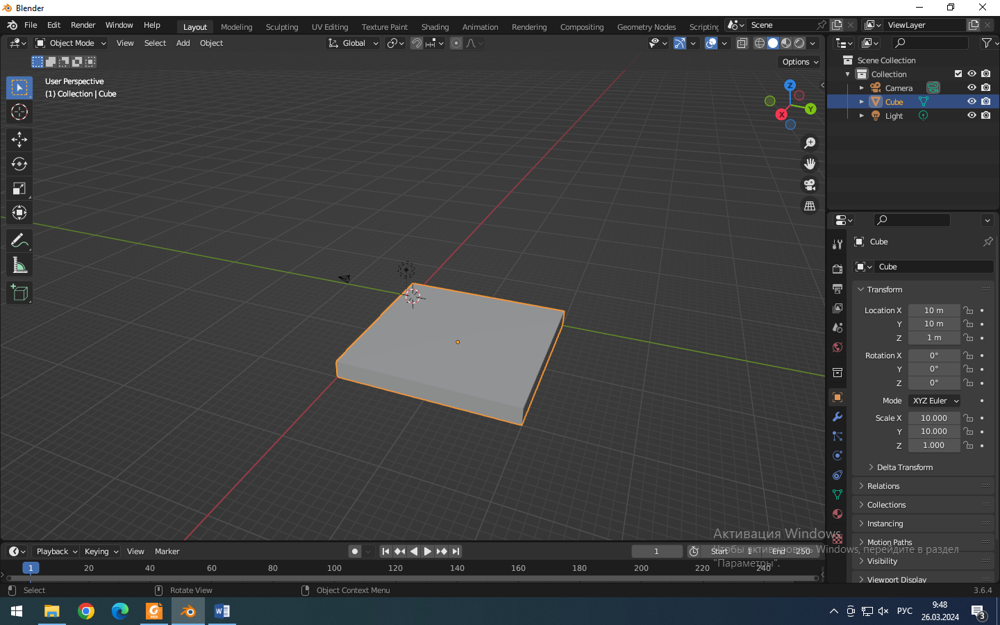 Blender
File Edit Render Window Help Layout Modeling Sculpting UV Editing Texture Paint Shading Animation Rendering Compositing Geometry Nodes Scripting Scene ViewLayer
Object Mode View Select Add Object Global
Options
User Perspective
(1) Collection | Cube
Z
Y
X
Scene Collection
Collection
Camera
Cube
Light
Cube
Cube
Transform
Location X 10 m
Y 10 m
Z 1 m
Rotation X 0°
Y 0°
Z 0°
Mode XYZ Euler
Scale X 10.000
Y 10.000
Z 1.000
Delta Transform
Relations
Collections
Instancing
Motion Paths
Visibility
Viewport Display
Активация Windows
Чтобы активировать Windows, перейдите в раздел
"Параметры".
Playback Keying View Marker 1 Start 1 End 250
1 20 40 60 80 100 120 140 160 180 200 220 240
Select Rotate View Object Context Menu 3.6.4
PDF W РУС 9:48
26.03.2024
3